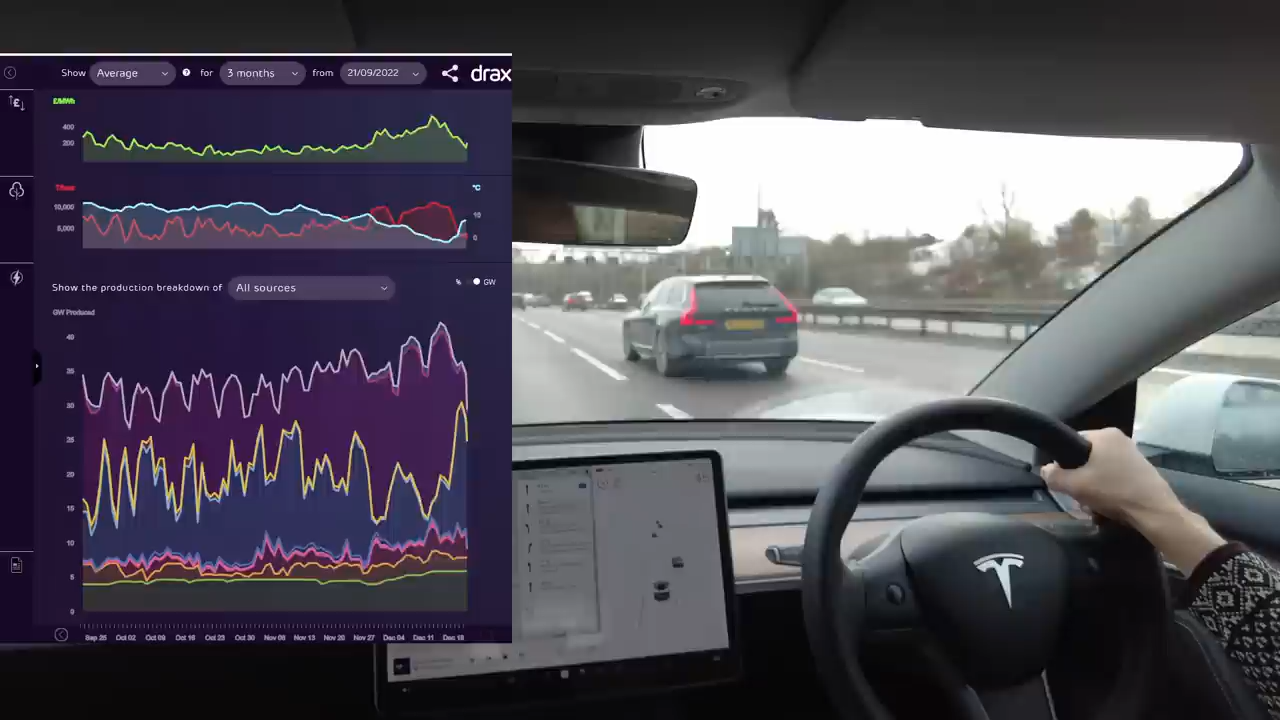 Show Average ? for 3 months from 21/09/2022 drax
£/MWh
400
200
T/hour °C
10,000 10
5,000 0
Show the production breakdown of All sources % GW
GW Produced
40
35
30
25
20
15
10
5
0
Sep 25 Oct 02 Oct 09 Oct 16 Oct 23 Oct 30 Nov 06 Nov 13 Nov 20 Nov 27 Dec 04 Dec 11 Dec 18